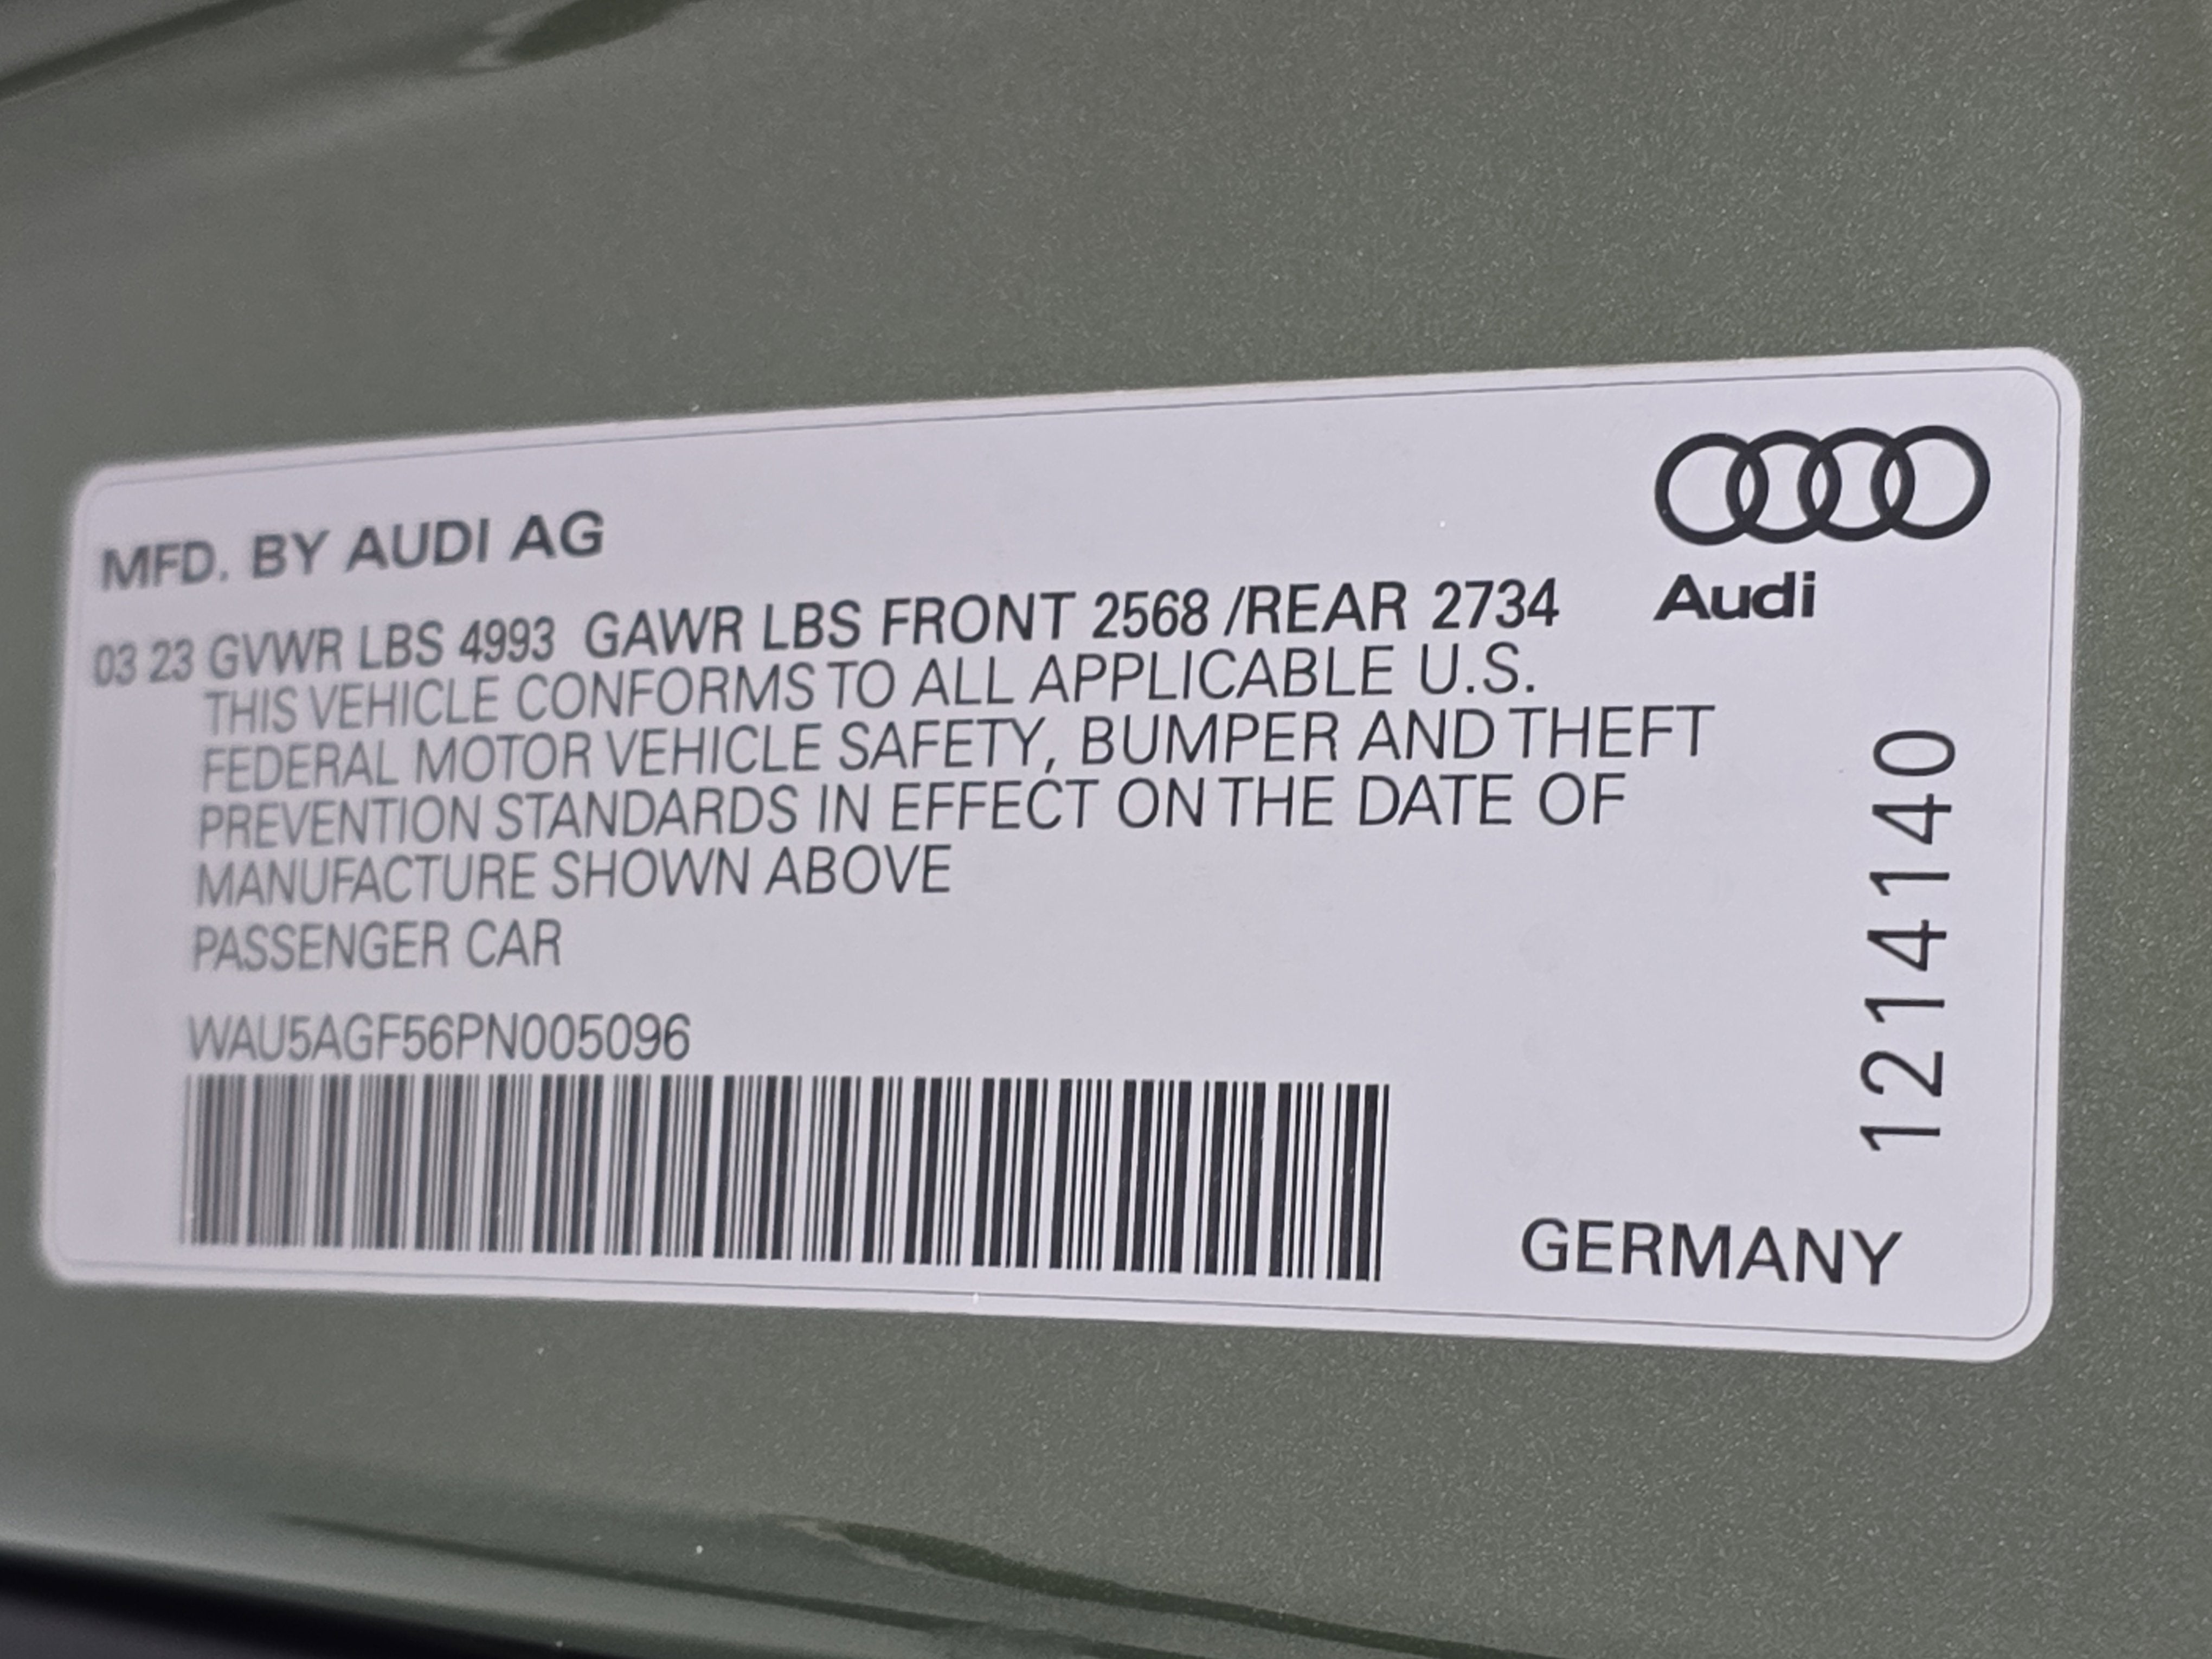 MFD. BY AUDI AG
Audi
03 23 GVWR LBS 4993 GAWR LBS FRONT 2568 /REAR 2734
THIS VEHICLE CONFORMS TO ALL APPLICABLE U.S.
FEDERAL MOTOR VEHICLE SAFETY, BUMPER AND THEFT
PREVENTION STANDARDS IN EFFECT ON THE DATE OF
MANUFACTURE SHOWN ABOVE
PASSENGER CAR
WAU5AGF56PN005096
1214140
GERMANY